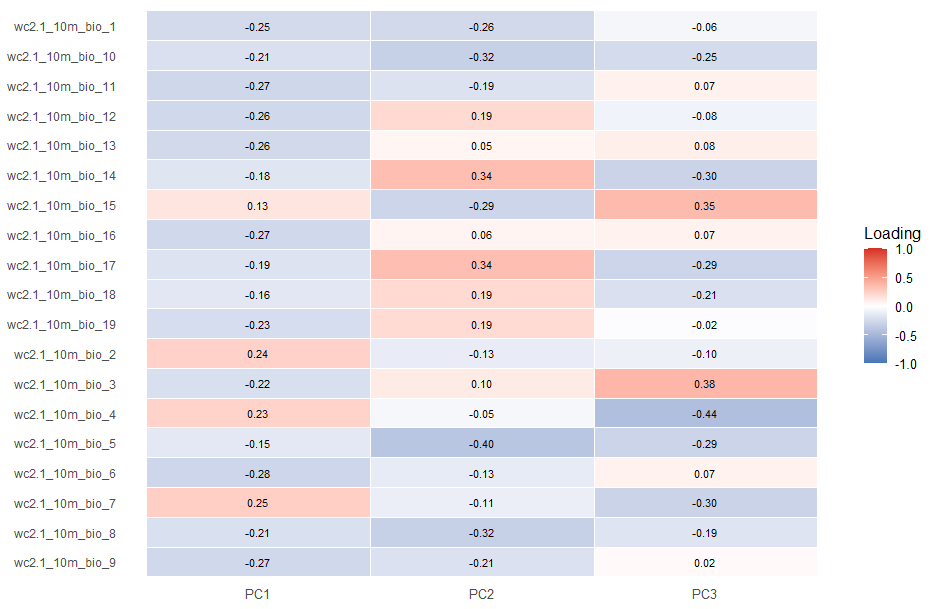 wc2.1_10m_bio_1 -0.25 -0.26 -0.06
wc2.1_10m_bio_10 -0.21 -0.32 -0.25
wc2.1_10m_bio_11 -0.27 -0.19 0.07
wc2.1_10m_bio_12 -0.26 0.19 -0.08
wc2.1_10m_bio_13 -0.26 0.05 0.08
wc2.1_10m_bio_14 -0.18 0.34 -0.30
wc2.1_10m_bio_15 0.13 -0.29 0.35
wc2.1_10m_bio_16 -0.27 0.06 0.07
wc2.1_10m_bio_17 -0.19 0.34 -0.29
wc2.1_10m_bio_18 -0.16 0.19 -0.21
wc2.1_10m_bio_19 -0.23 0.19 -0.02
wc2.1_10m_bio_2 0.24 -0.13 -0.10
wc2.1_10m_bio_3 -0.22 0.10 0.38
wc2.1_10m_bio_4 0.23 -0.05 -0.44
wc2.1_10m_bio_5 -0.15 -0.40 -0.29
wc2.1_10m_bio_6 -0.28 -0.13 0.07
wc2.1_10m_bio_7 0.25 -0.11 -0.30
wc2.1_10m_bio_8 -0.21 -0.32 -0.19
wc2.1_10m_bio_9 -0.27 -0.21 0.02
PC1 PC2 PC3
Loading
1.0
0.5
0.0
-0.5
-1.0